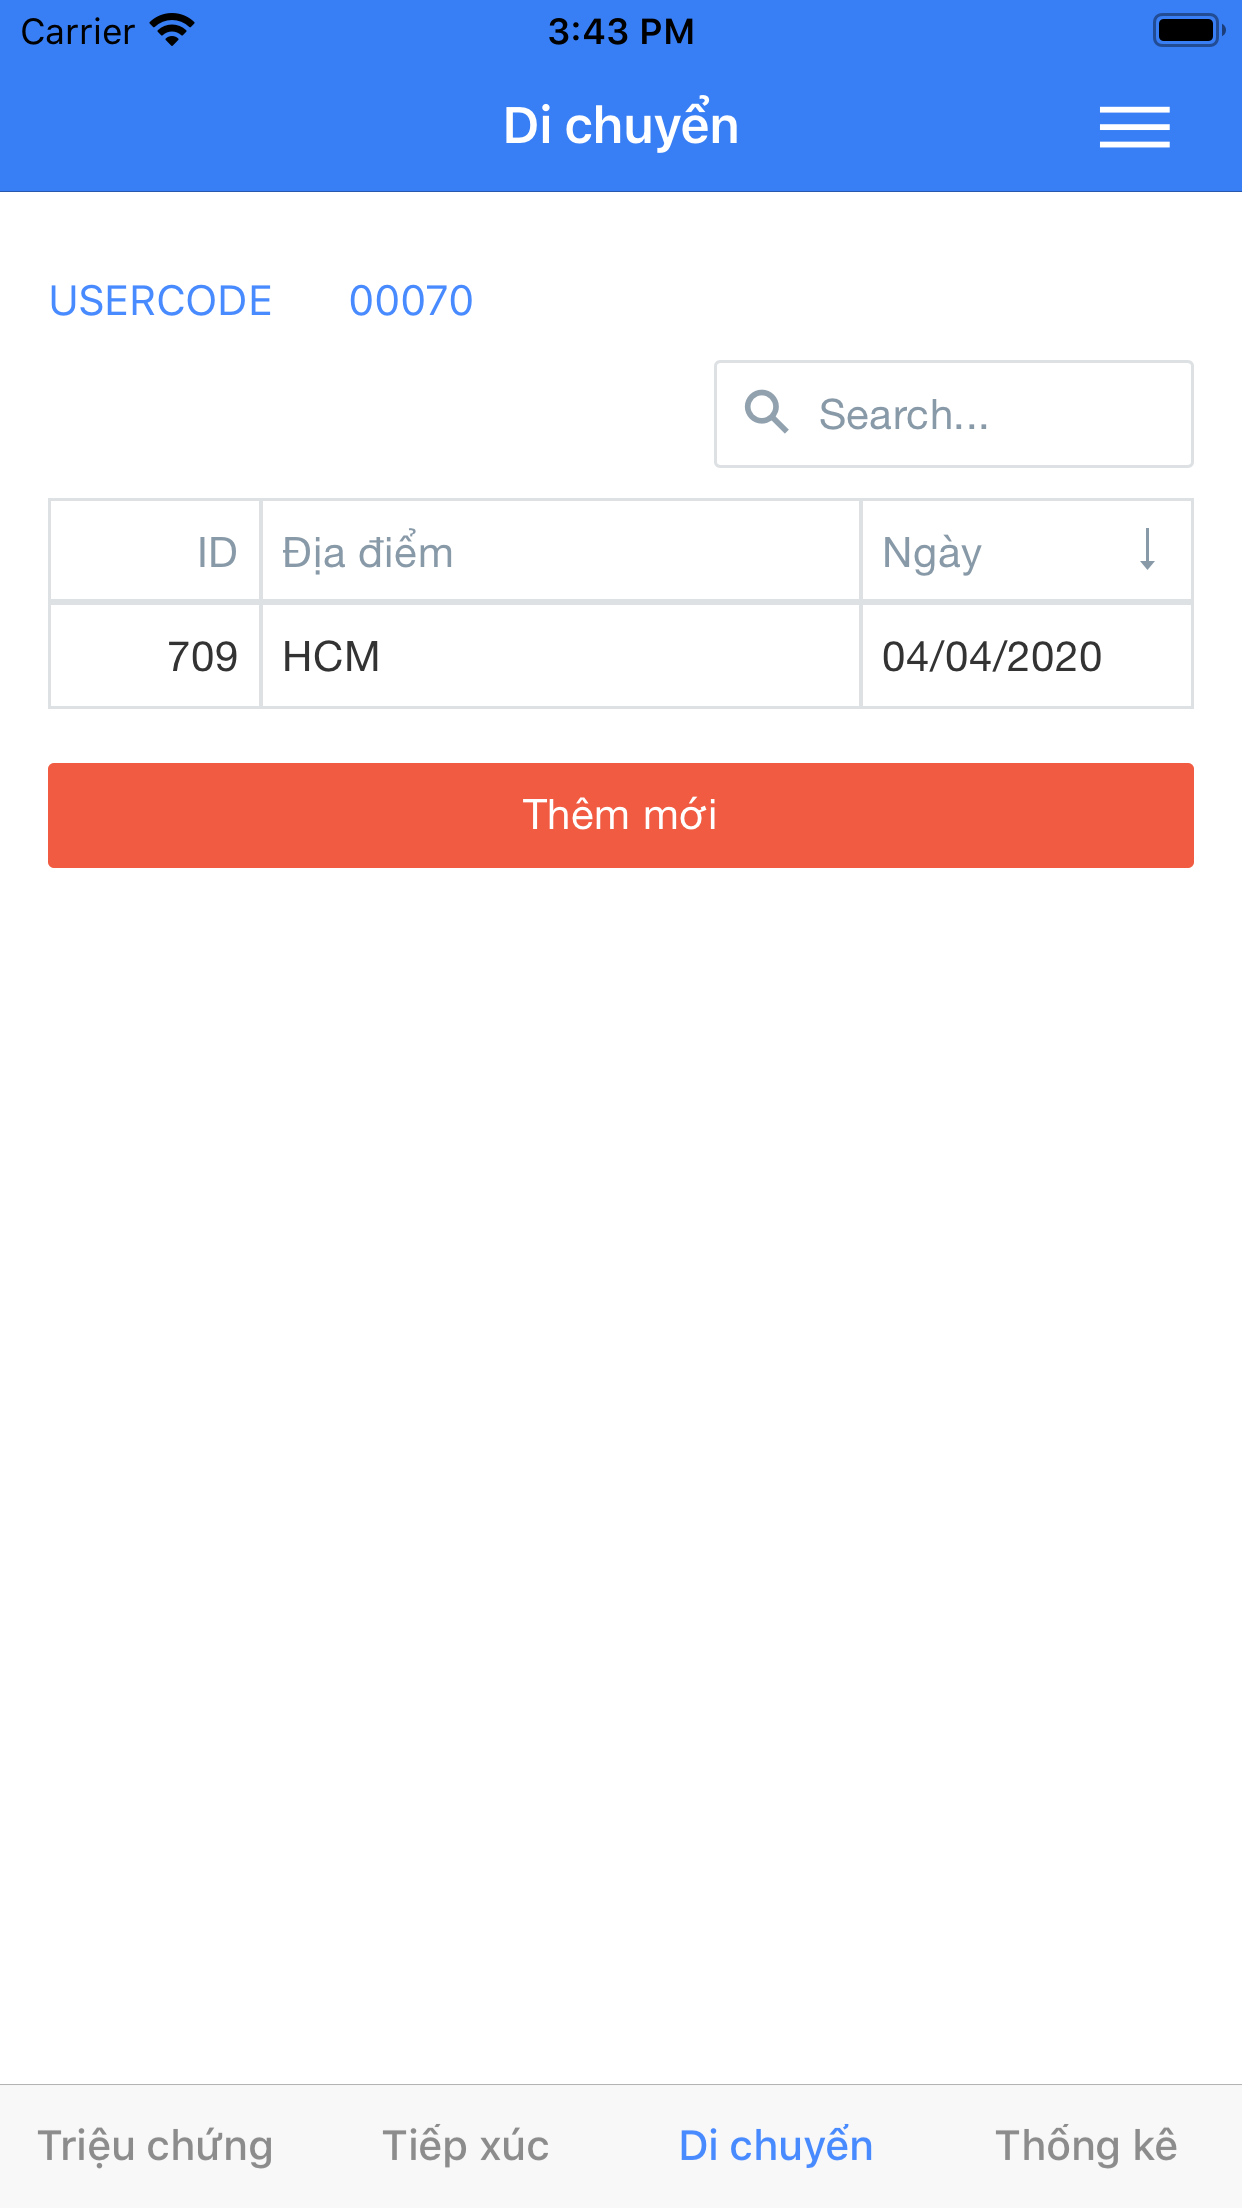 Carrier 3:43 PM
Di chuyển
USERCODE 00070
Search...
ID Địa điểm Ngày
709 HCM 04/04/2020
Thêm mới
Triệu chứng Tiếp xúc Di chuyển Thống kê